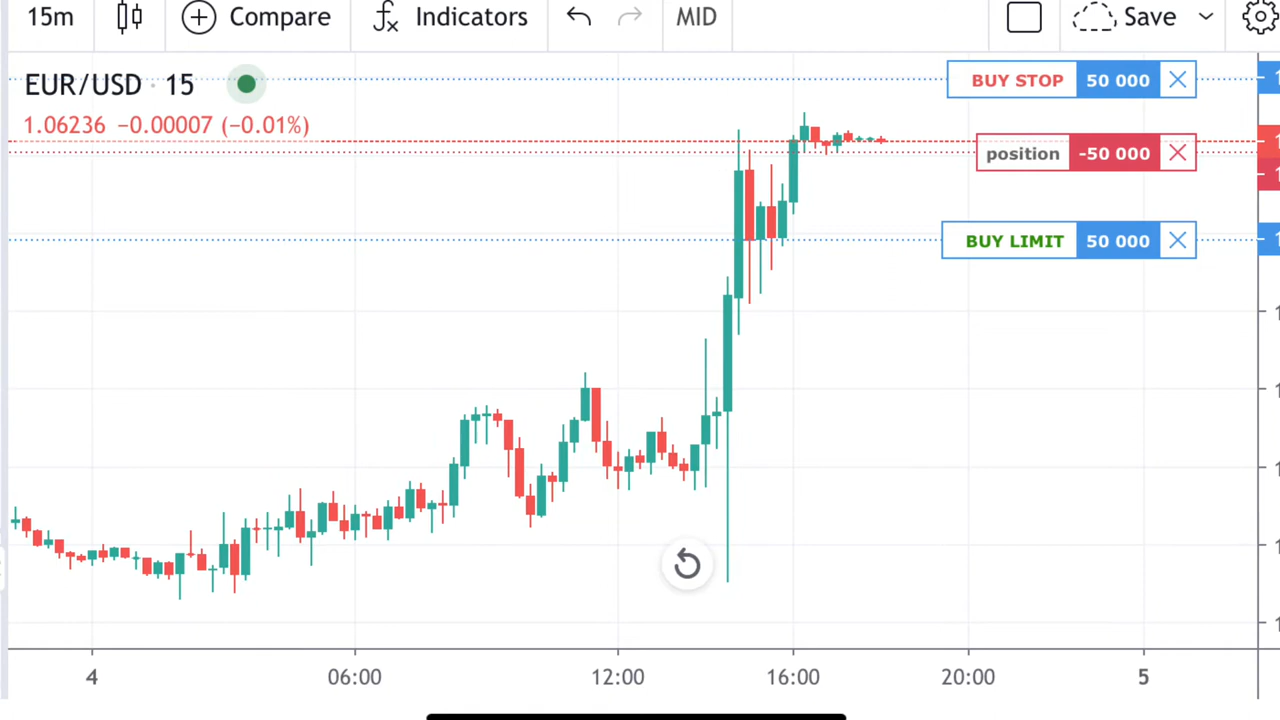 15m Compare Indicators MID Save
EUR/USD · 15
1.06236 −0.00007 (−0.01%)
BUY STOP 50 000
position -50 000
BUY LIMIT 50 000
4 06:00 12:00 16:00 20:00 5